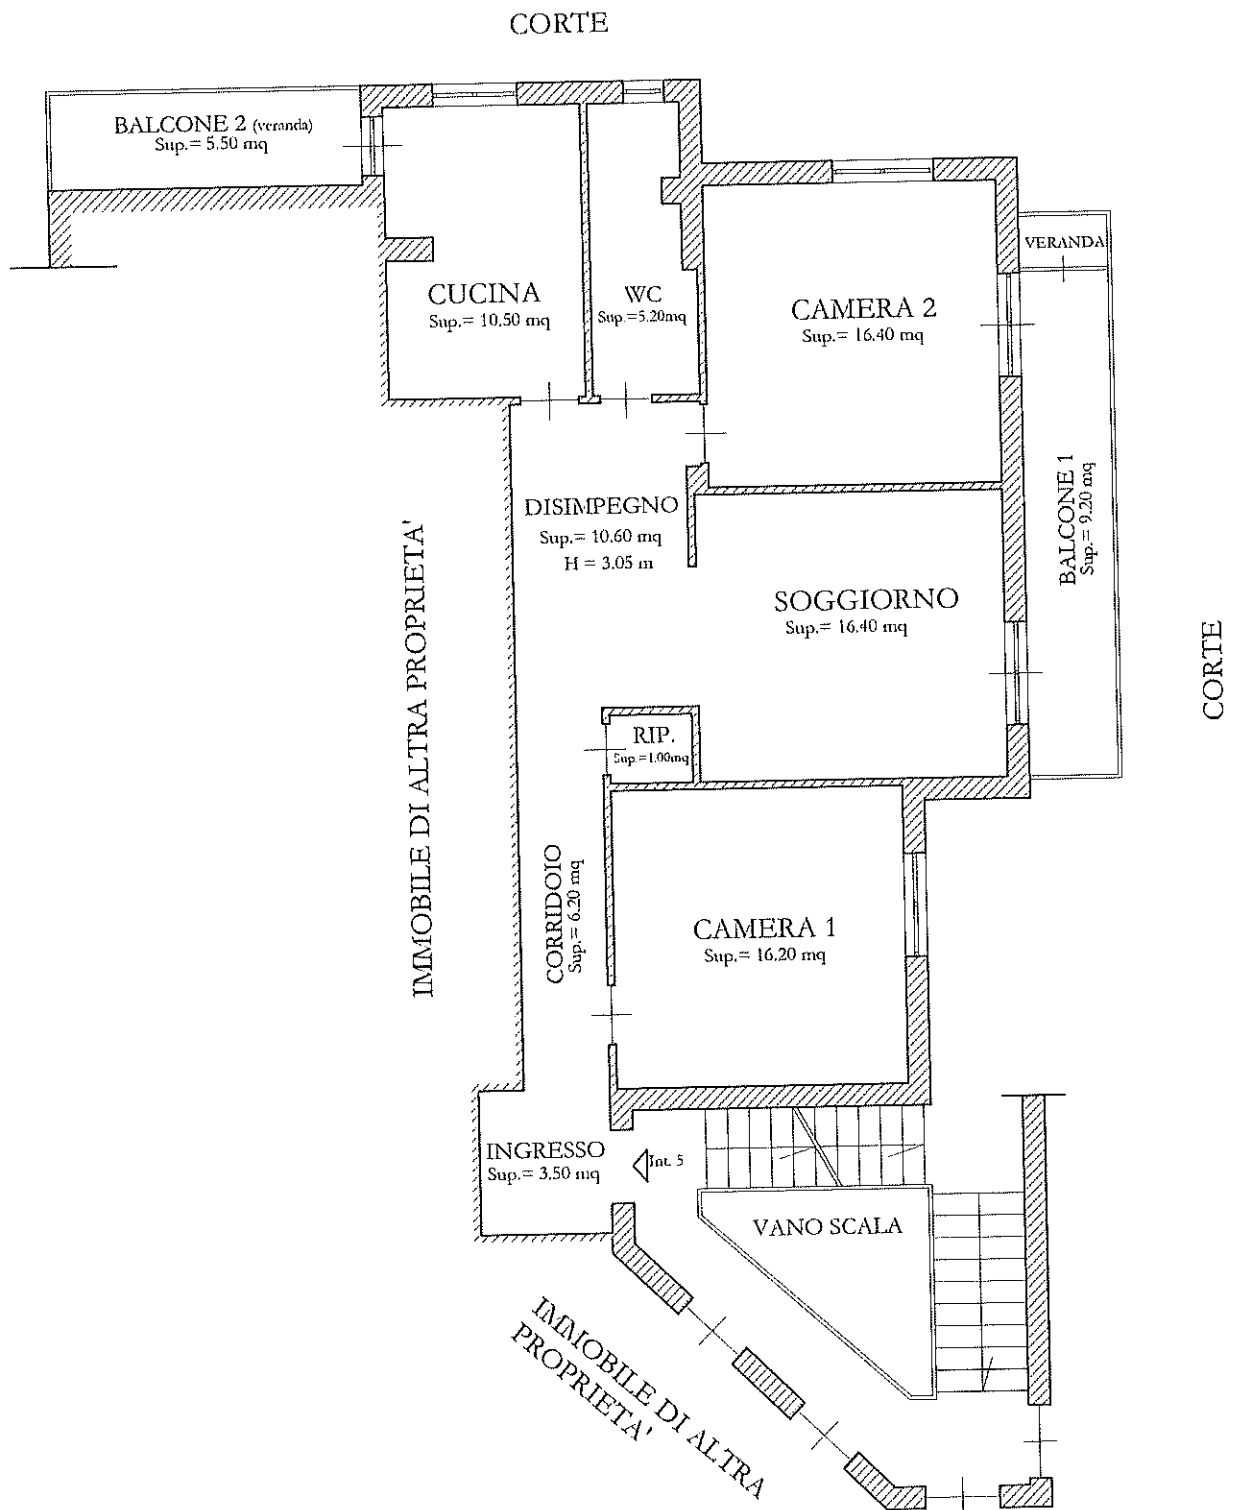 CORTE
BALCONE 2 (veranda)
Sup.= 5.50 mq
VERANDA
CUCINA
Sup.= 10.50 mq
WC
Sup.=5.20mq
CAMERA 2
Sup.= 16.40 mq
BALCONE 1
Sup.= 9.20 mq
DISIMPEGNO
Sup.= 10.60 mq
H = 3.05 m
SOGGIORNO
Sup.= 16.40 mq
IMMOBILE DI ALTRA PROPRIETA'
CORTE
RIP.
Sup.=1.00mq
CORRIDOIO
Sup.= 6.20 mq
CAMERA 1
Sup.= 16.20 mq
INGRESSO
Sup.= 3.50 mq
Int. 5
VANO SCALA
IMMOBILE DI ALTRA
PROPRIETA'